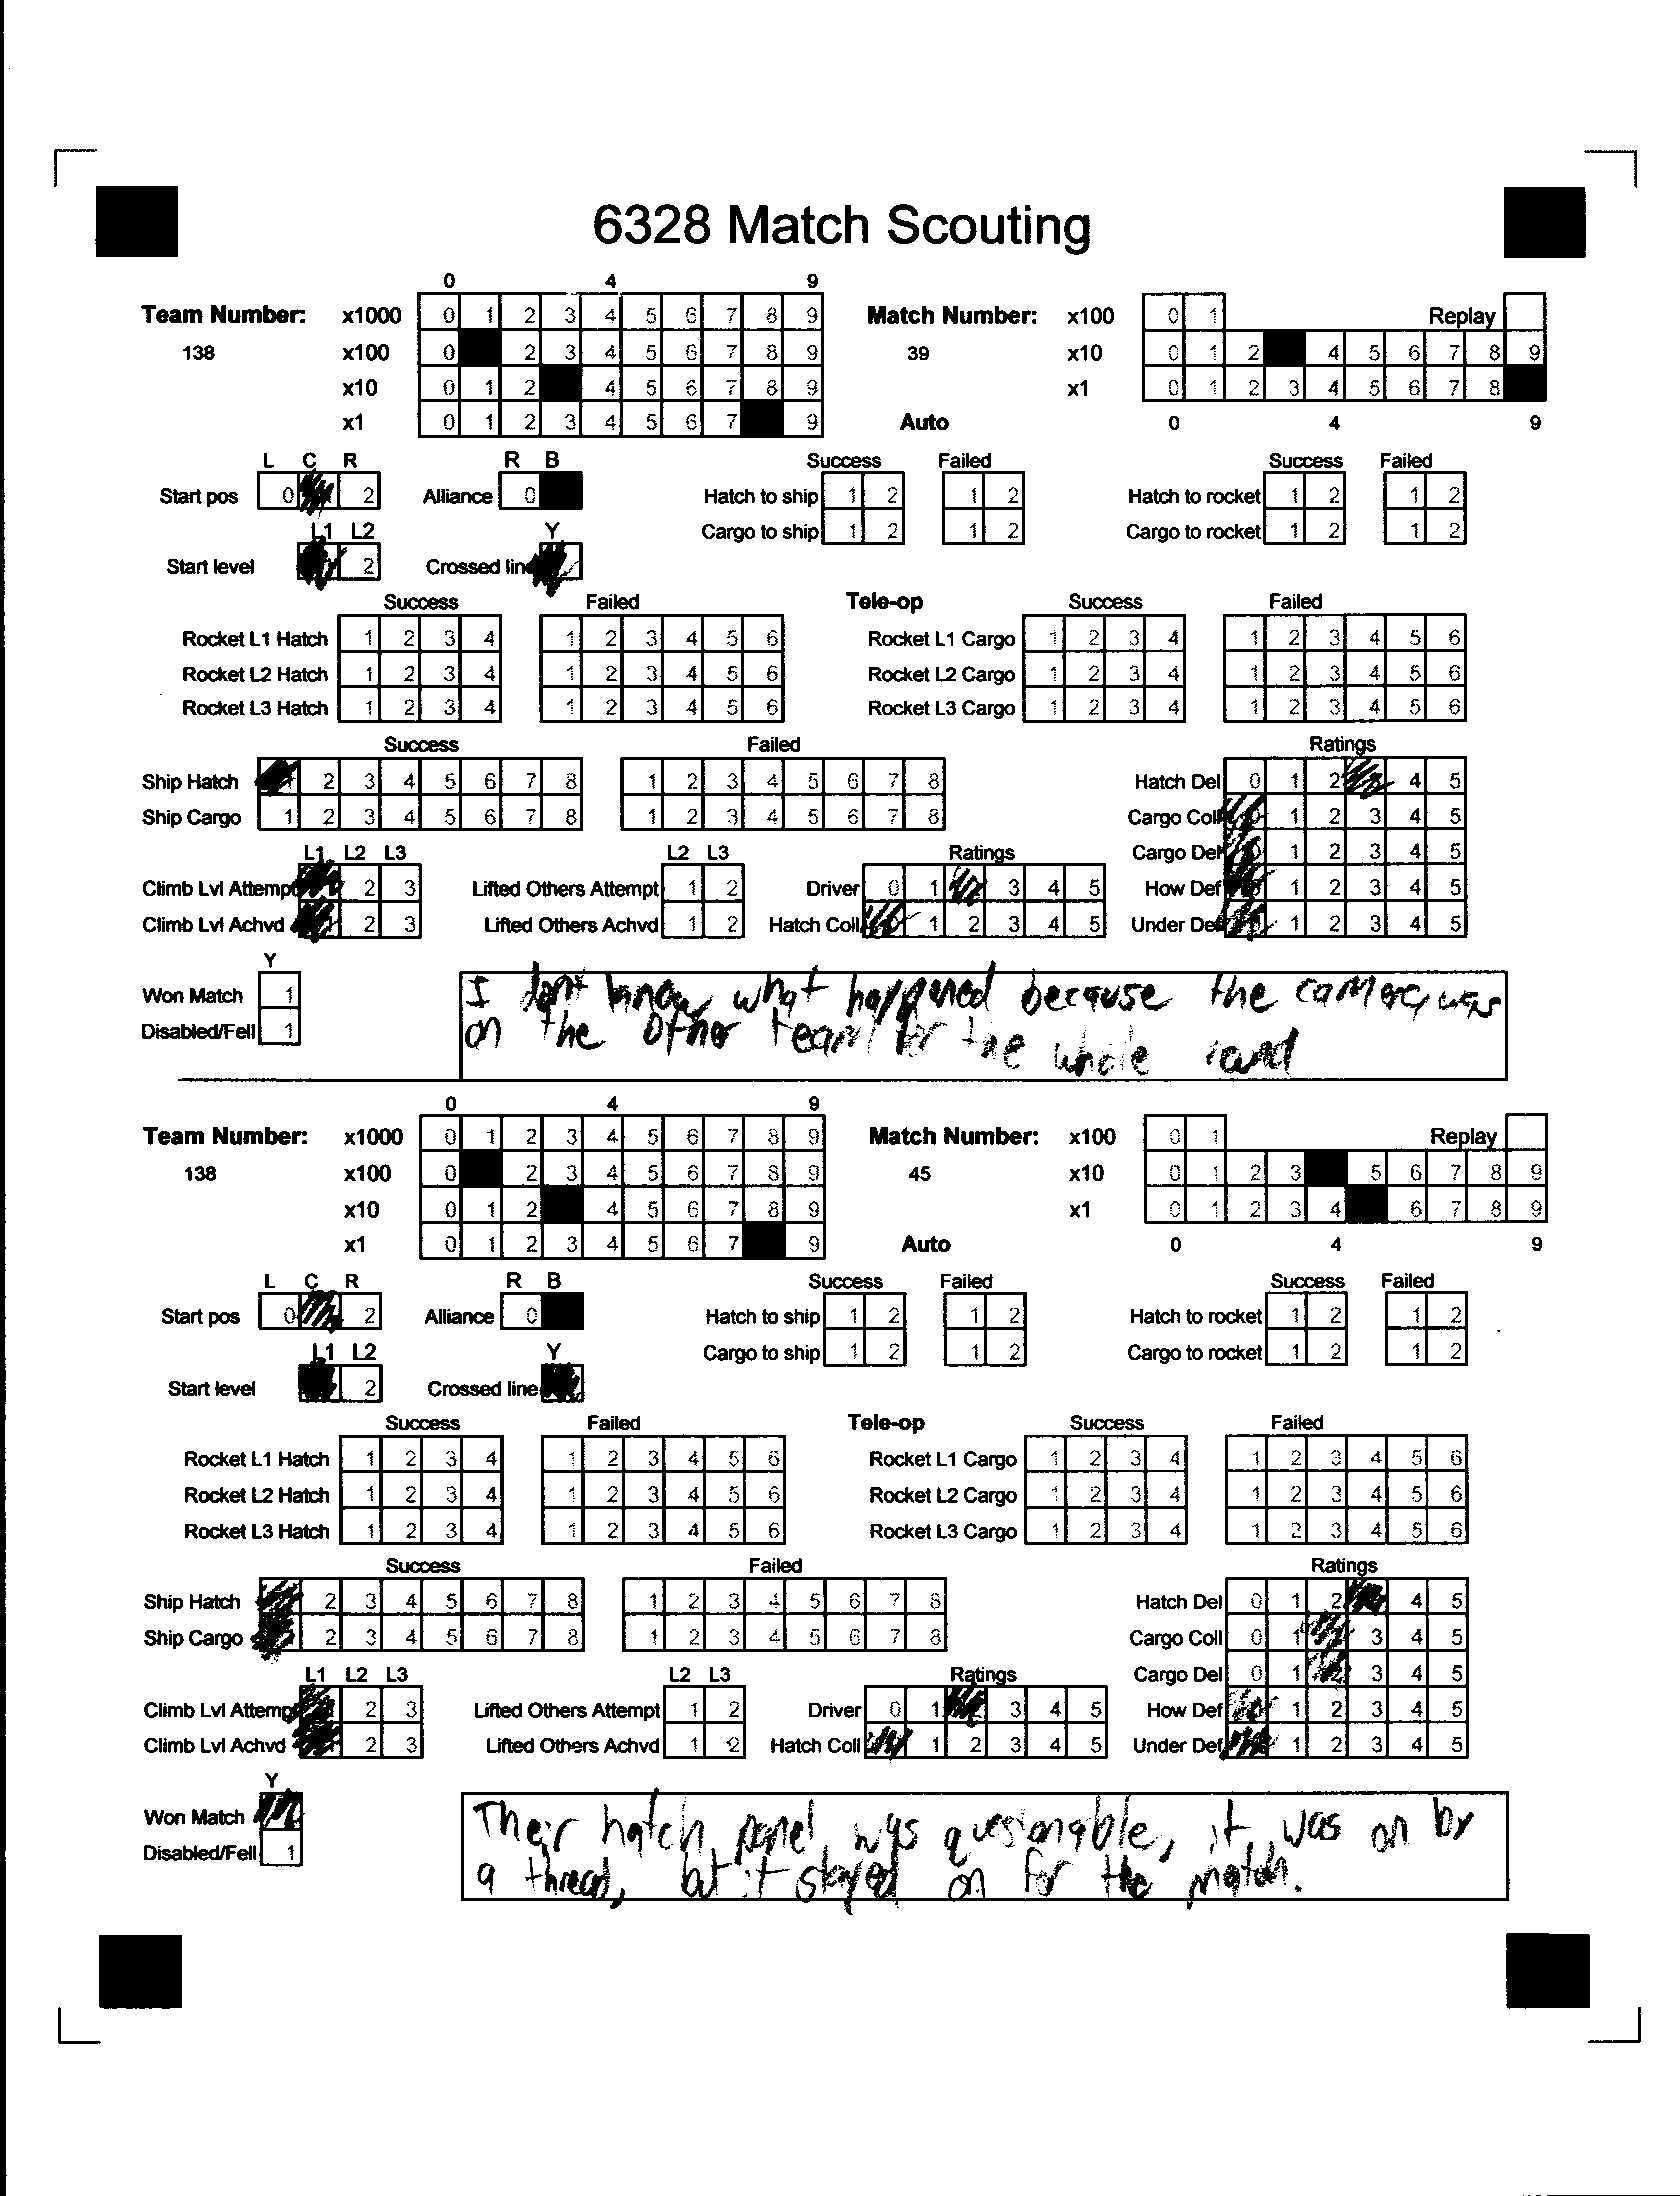 6328 Match Scouting
0 4 9
Team Number: x1000 0 1 2 3 4 5 6 7 8 9 Match Number: x100 0 1 Replay
138 x100 0 2 3 4 5 6 7 8 9 39 x10 0 1 2 4 5 6 7 8 9
x10 0 1 2 4 5 6 7 8 9 x1 0 1 2 3 4 5 6 7 8
x1 0 1 2 3 4 5 6 7 9 Auto 0 4 9
L C R R B Success Failed Success Failed
Start pos 0 2 Alliance 0 Hatch to ship 1 2 1 2 Hatch to rocket 1 2 1 2
L1 L2 Y Cargo to ship 1 2 1 2 Cargo to rocket 1 2 1 2
Start level 2 Crossed line
Success Failed Tele-op Success Failed
Rocket L1 Hatch 1 2 3 4 1 2 3 4 5 6 Rocket L1 Cargo 1 2 3 4 1 2 3 4 5 6
Rocket L2 Hatch 1 2 3 4 1 2 3 4 5 6 Rocket L2 Cargo 1 2 3 4 1 2 3 4 5 6
Rocket L3 Hatch 1 2 3 4 1 2 3 4 5 6 Rocket L3 Cargo 1 2 3 4 1 2 3 4 5 6
Success Failed Ratings
Ship Hatch 2 3 4 5 6 7 8 1 2 3 4 5 6 7 8 Hatch Del 0 1 2 4 5
Ship Cargo 1 2 3 4 5 6 7 8 1 2 3 4 5 6 7 8 Cargo Coll 1 2 3 4 5
L1 L2 L3 L2 L3 Ratings Cargo Del 1 2 3 4 5
Climb Lvl Attempt 2 3 Lifted Others Attempt 1 2 Driver 0 1 3 4 5 How Def 1 2 3 4 5
Climb Lvl Achvd 2 3 Lifted Others Achvd 1 2 Hatch Coll 1 2 3 4 5 Under Def 1 2 3 4 5
Y
Won Match 1 I dont know what happened because the camera was
Disabled/Fell 1 on the other team for the whole round
0 4 9
Team Number: x1000 0 1 2 3 4 5 6 7 8 9 Match Number: x100 0 1 Replay
138 x100 0 2 3 4 5 6 7 8 9 45 x10 0 1 2 3 5 6 7 8 9
x10 0 1 2 4 5 6 7 8 9 x1 0 1 2 3 4 6 7 8 9
x1 0 1 2 3 4 5 6 7 9 Auto 0 4 9
L C R R B Success Failed Success Failed
Start pos 0 2 Alliance 0 Hatch to ship 1 2 1 2 Hatch to rocket 1 2 1 2
L1 L2 Y Cargo to ship 1 2 1 2 Cargo to rocket 1 2 1 2
Start level 2 Crossed line
Success Failed Tele-op Success Failed
Rocket L1 Hatch 1 2 3 4 1 2 3 4 5 6 Rocket L1 Cargo 1 2 3 4 1 2 3 4 5 6
Rocket L2 Hatch 1 2 3 4 1 2 3 4 5 6 Rocket L2 Cargo 1 2 3 4 1 2 3 4 5 6
Rocket L3 Hatch 1 2 3 4 1 2 3 4 5 6 Rocket L3 Cargo 1 2 3 4 1 2 3 4 5 6
Success Failed Ratings
Ship Hatch 2 3 4 5 6 7 8 1 2 3 4 5 6 7 8 Hatch Del 0 1 2 4 5
Ship Cargo 2 3 4 5 6 7 8 1 2 3 4 5 6 7 8 Cargo Coll 0 1 3 4 5
L1 L2 L3 L2 L3 Ratings Cargo Del 0 1 3 4 5
Climb Lvl Attempt 2 3 Lifted Others Attempt 1 2 Driver 0 1 3 4 5 How Def 1 2 3 4 5
Climb Lvl Achvd 2 3 Lifted Others Achvd 1 2 Hatch Coll 1 2 3 4 5 Under Def 1 2 3 4 5
Y
Won Match Their hatch panel was quesionable, it was on by
Disabled/Fell 1 a thread, but it stayed on for the match.